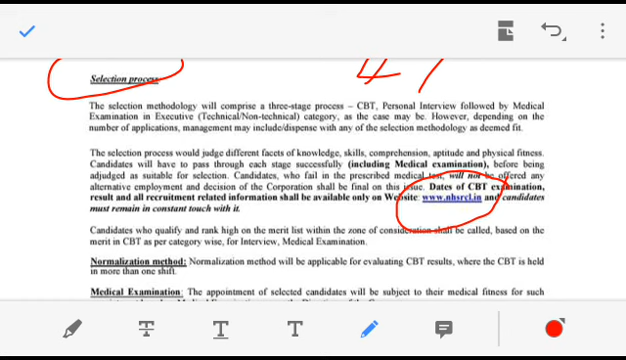 Selection process
4 /
The selection methodology will comprise a three-stage process – CBT, Personal Interview followed by Medical
Examination in Executive (Technical/Non-technical) category, as the case may be. However, depending on the
number of applications, management may include/dispense with any of the selection methodology as deemed fit.
The selection process would judge different facets of knowledge, skills, comprehension, aptitude and physical fitness.
Candidates will have to pass through each stage successfully (including Medical examination), before being
adjudged as suitable for selection. Candidates, who fail in the prescribed medical test, will not be offered any
alternative employment and decision of the Corporation shall be final on this issue. Dates of CBT examination,
result and all recruitment related information shall be available only on Website: www.nhsrcl.in and candidates
must remain in constant touch with it.
Candidates who qualify and rank high on the merit list within the zone of consideration shall be called, based on the
merit in CBT as per category wise, for Interview, Medical Examination.
Normalization method: Normalization method will be applicable for evaluating CBT results, where the CBT is held
in more than one shift.
Medical Examination: The appointment of selected candidates will be subject to their medical fitness for such
T T T